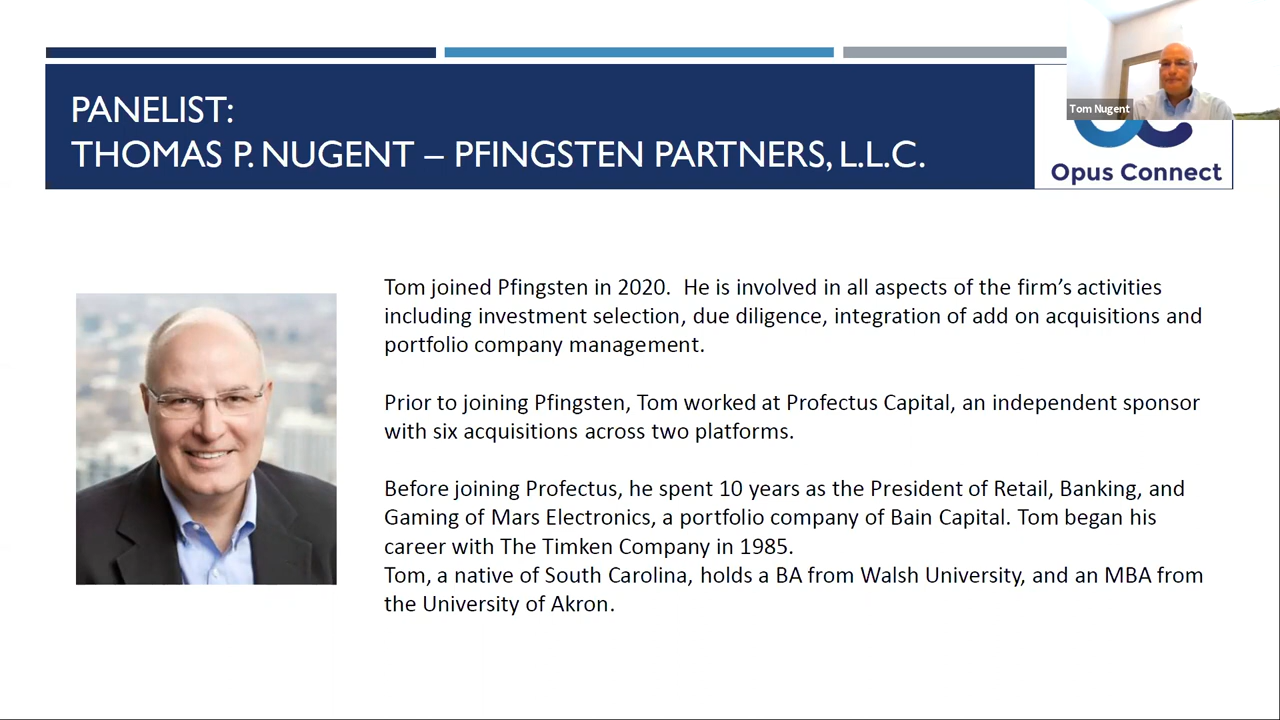 PANELIST:
THOMAS P. NUGENT – PFINGSTEN PARTNERS, L.L.C.
Tom Nugent
Opus Connect
Tom joined Pfingsten in 2020.  He is involved in all aspects of the firm’s activities
including investment selection, due diligence, integration of add on acquisitions and
portfolio company management.
Prior to joining Pfingsten, Tom worked at Profectus Capital, an independent sponsor
with six acquisitions across two platforms.
Before joining Profectus, he spent 10 years as the President of Retail, Banking, and
Gaming of Mars Electronics, a portfolio company of Bain Capital. Tom began his
career with The Timken Company in 1985.
Tom, a native of South Carolina, holds a BA from Walsh University, and an MBA from
the University of Akron.